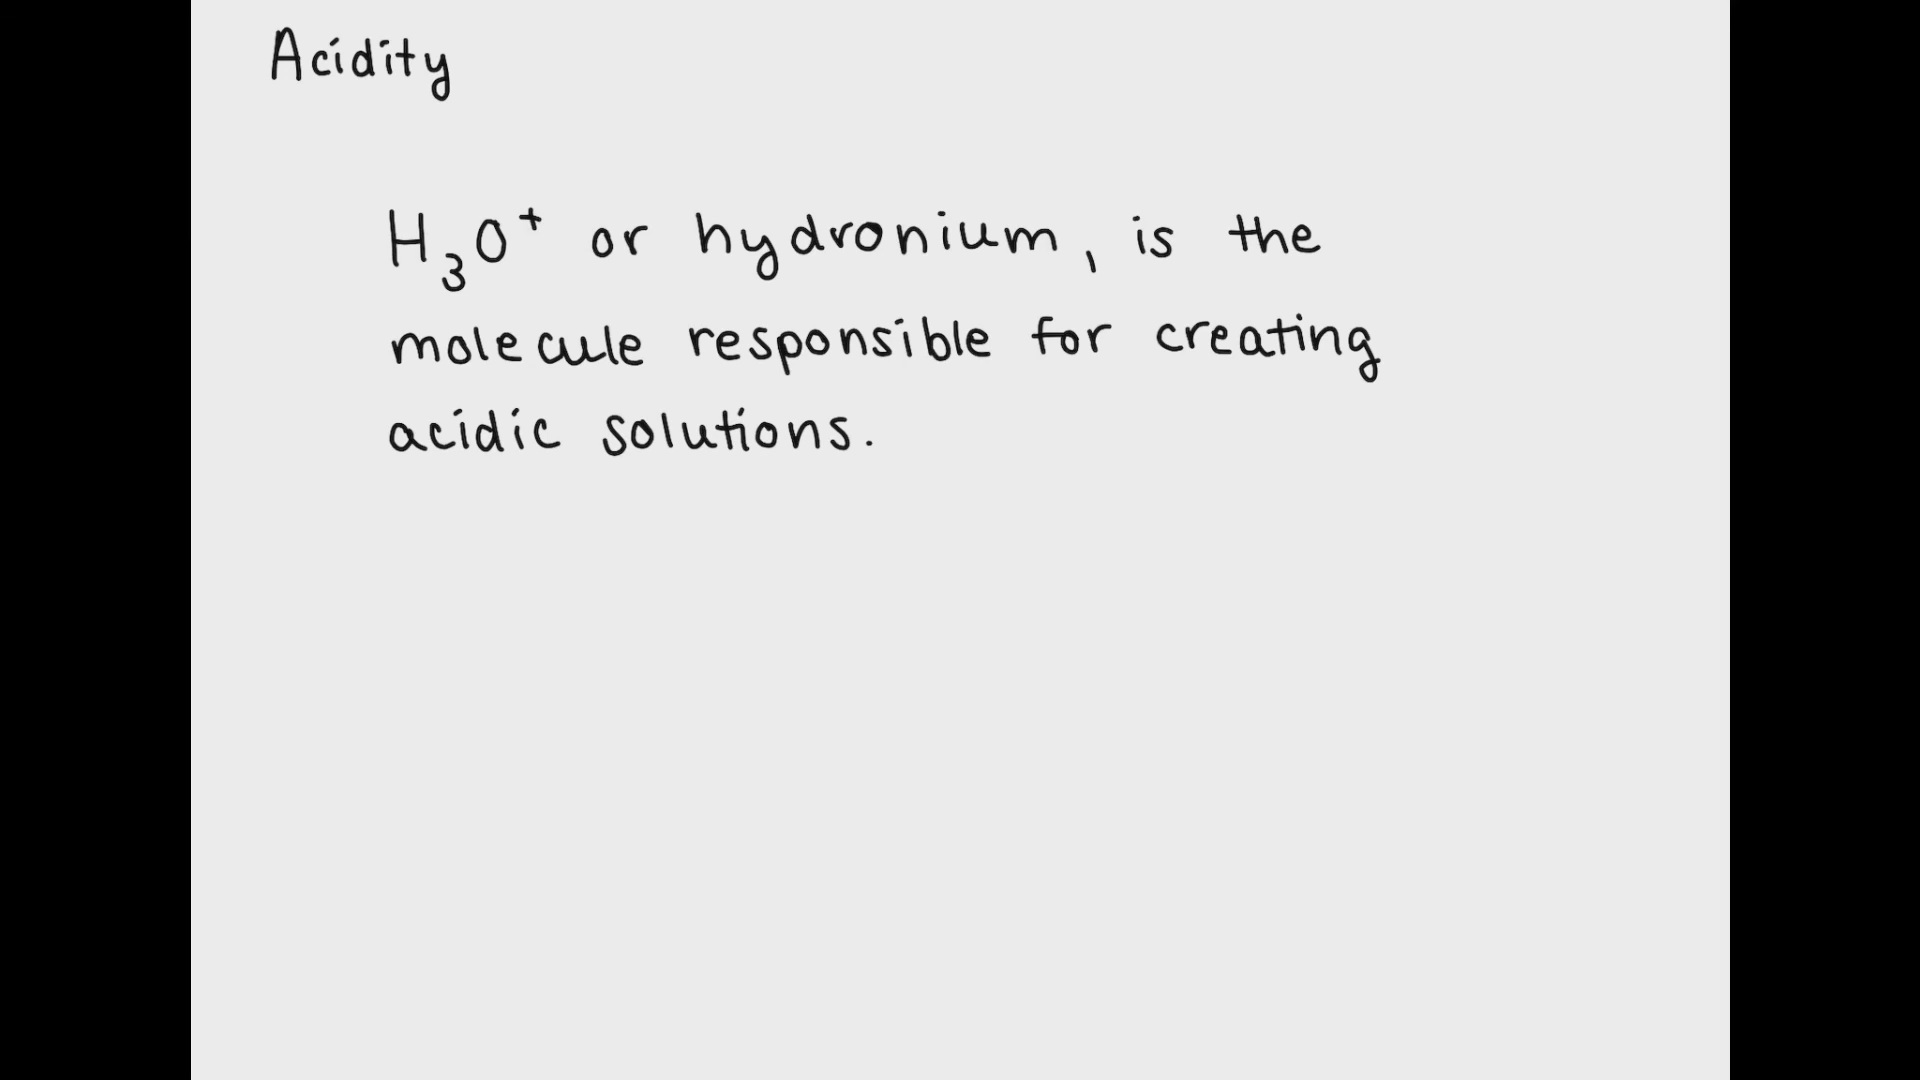 Acidity
H₃O⁺ or hydronium, is the
molecule responsible for creating
acidic solutions.